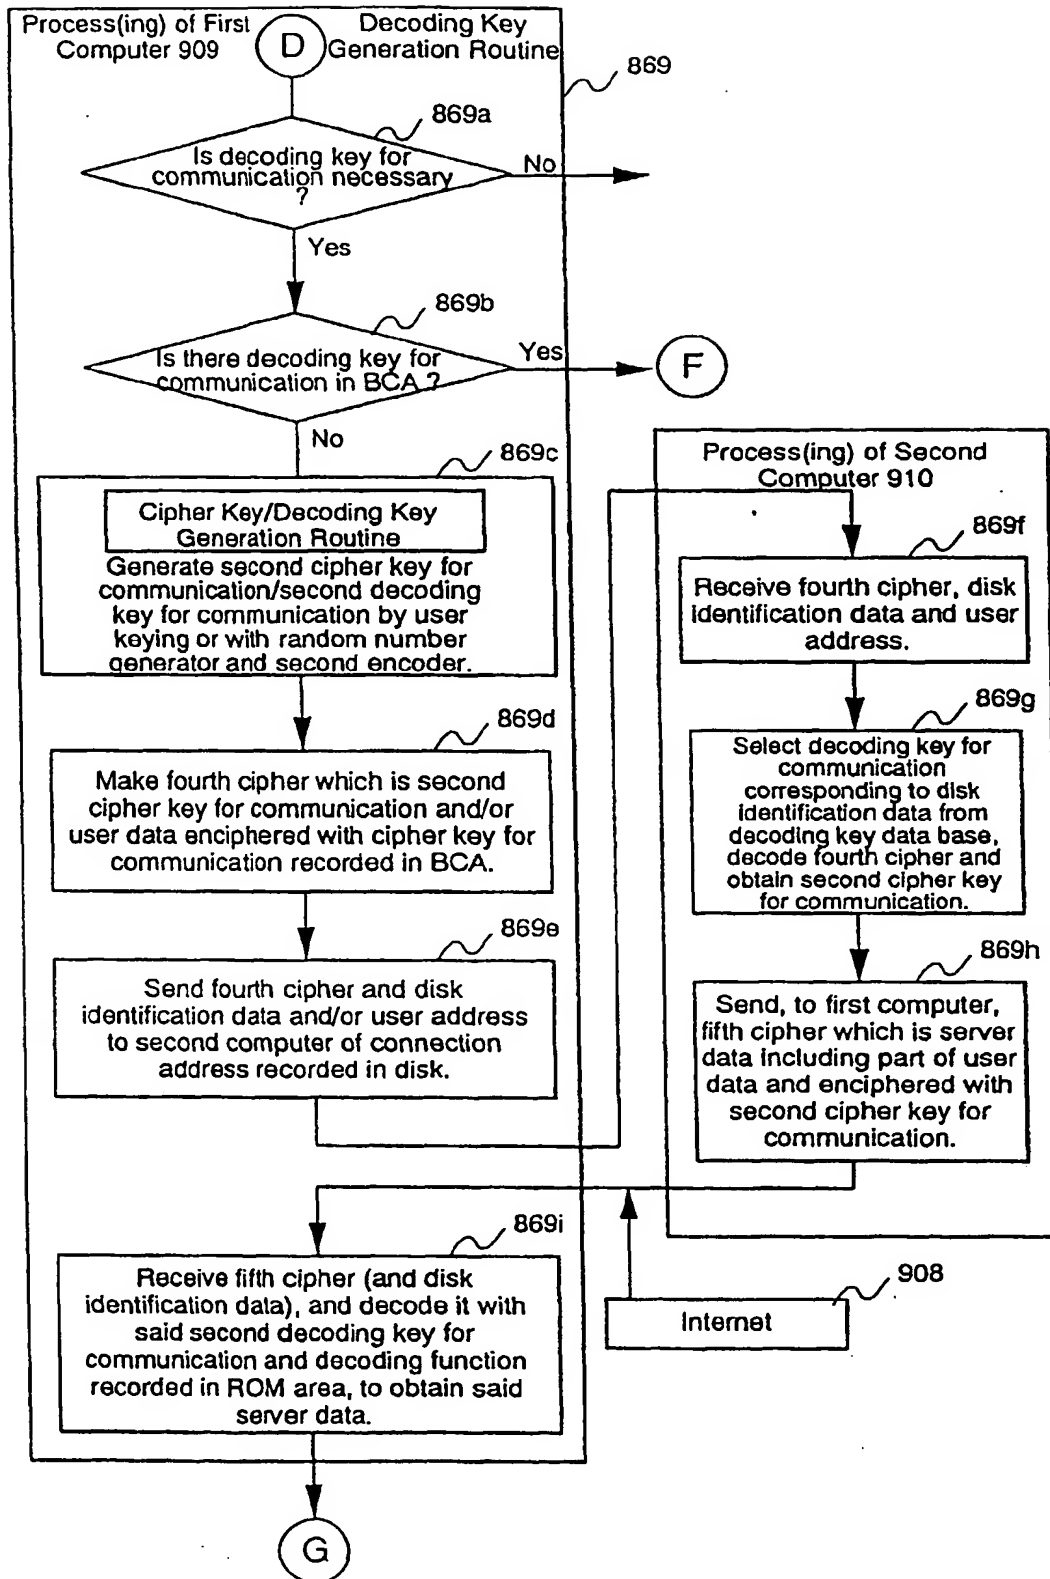 Process(ing) of First
Computer 909
D
Decoding Key
Generation Routine
869
869a
Is decoding key for
communication necessary
?
No
Yes
869b
Is there decoding key for
communication in BCA ?
Yes
F
No
869c
Cipher Key/Decoding Key
Generation Routine
Generate second cipher key for
communication/second decoding
key for communication by user
keying or with random number
generator and second encoder.
869d
Make fourth cipher which is second
cipher key for communication and/or
user data enciphered with cipher key for
communication recorded in BCA.
869e
Send fourth cipher and disk
identification data and/or user address
to second computer of connection
address recorded in disk.
Process(ing) of Second
Computer 910
869f
Receive fourth cipher, disk
identification data and user
address.
869g
Select decoding key for
communication
corresponding to disk
identification data from
decoding key data base,
decode fourth cipher and
obtain second cipher key
for communication.
869h
Send, to first computer,
fifth cipher which is server
data including part of user
data and enciphered with
second cipher key for
communication.
869i
Receive fifth cipher (and disk
identification data), and decode it with
said second decoding key for
communication and decoding function
recorded in ROM area, to obtain said
server data.
908
Internet
G